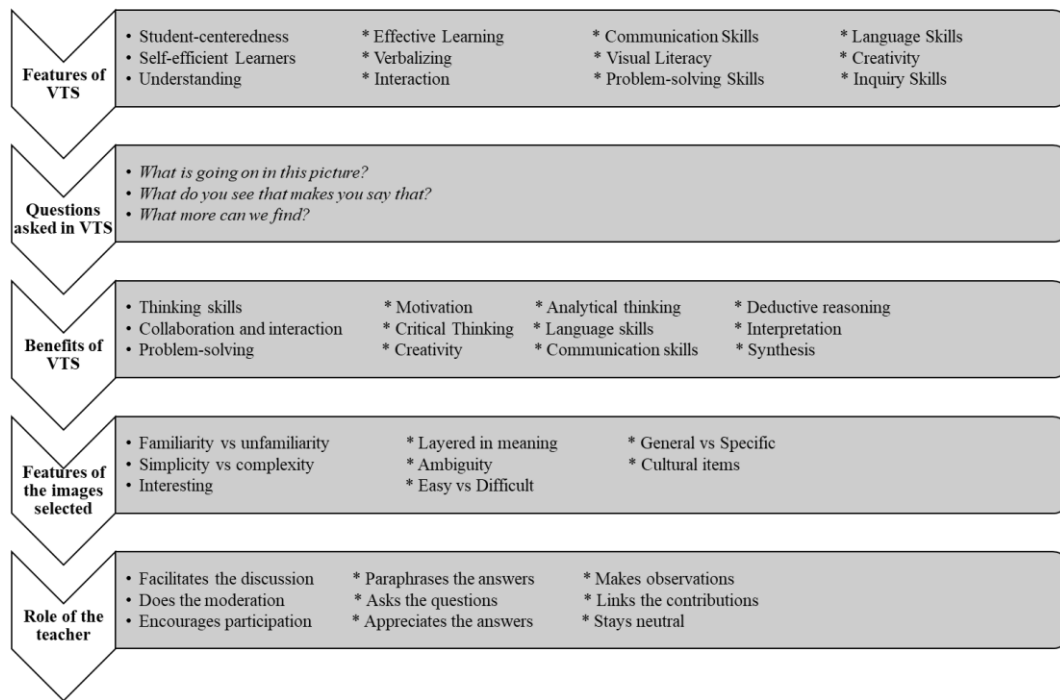 Features of
VTS
• Student-centeredness * Effective Learning * Communication Skills * Language Skills
• Self-efficient Learners * Verbalizing * Visual Literacy * Creativity
• Understanding * Interaction * Problem-solving Skills * Inquiry Skills
Questions
asked in VTS
• What is going on in this picture?
• What do you see that makes you say that?
• What more can we find?
Benefits of
VTS
• Thinking skills * Motivation * Analytical thinking * Deductive reasoning
• Collaboration and interaction * Critical Thinking * Language skills * Interpretation
• Problem-solving * Creativity * Communication skills * Synthesis
Features of
the images
selected
• Familiarity vs unfamiliarity * Layered in meaning * General vs Specific
• Simplicity vs complexity * Ambiguity * Cultural items
• Interesting * Easy vs Difficult
Role of the
teacher
• Facilitates the discussion * Paraphrases the answers * Makes observations
• Does the moderation * Asks the questions * Links the contributions
• Encourages participation * Appreciates the answers * Stays neutral